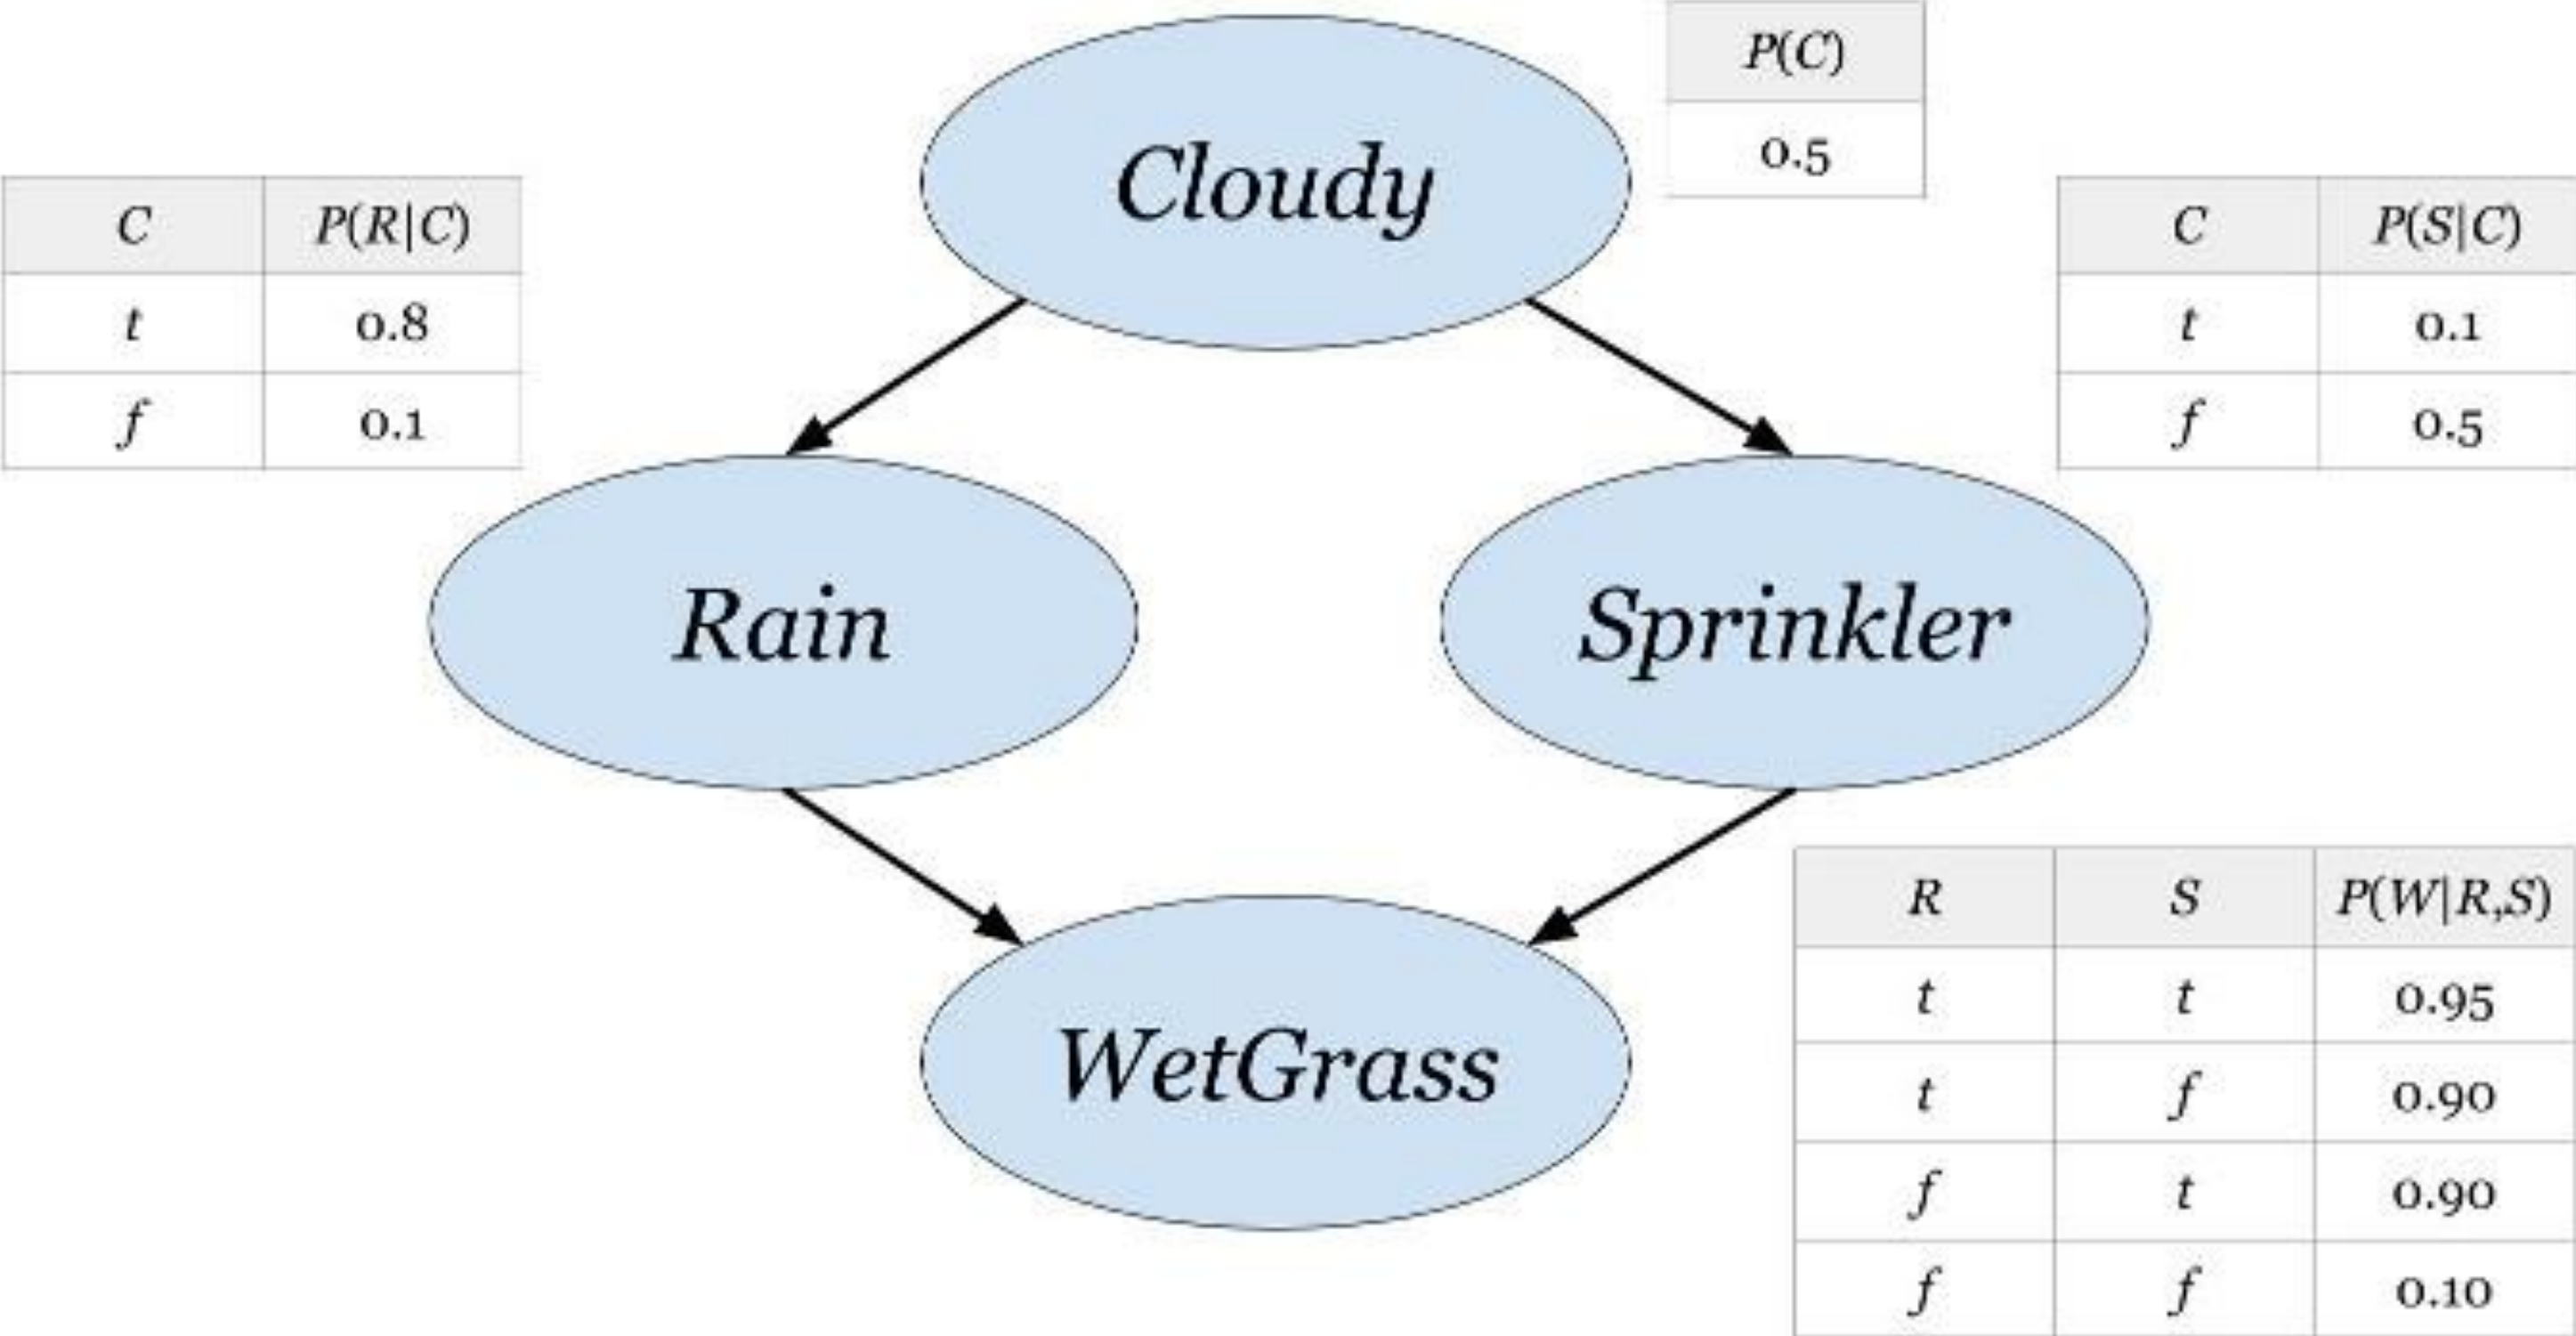 P(C)
0.5
Cloudy
C P(R|C)
t 0.8
f 0.1
C P(S|C)
t 0.1
f 0.5
Rain
Sprinkler
WetGrass
R S P(W|R,S)
t t 0.95
t f 0.90
f t 0.90
f f 0.10